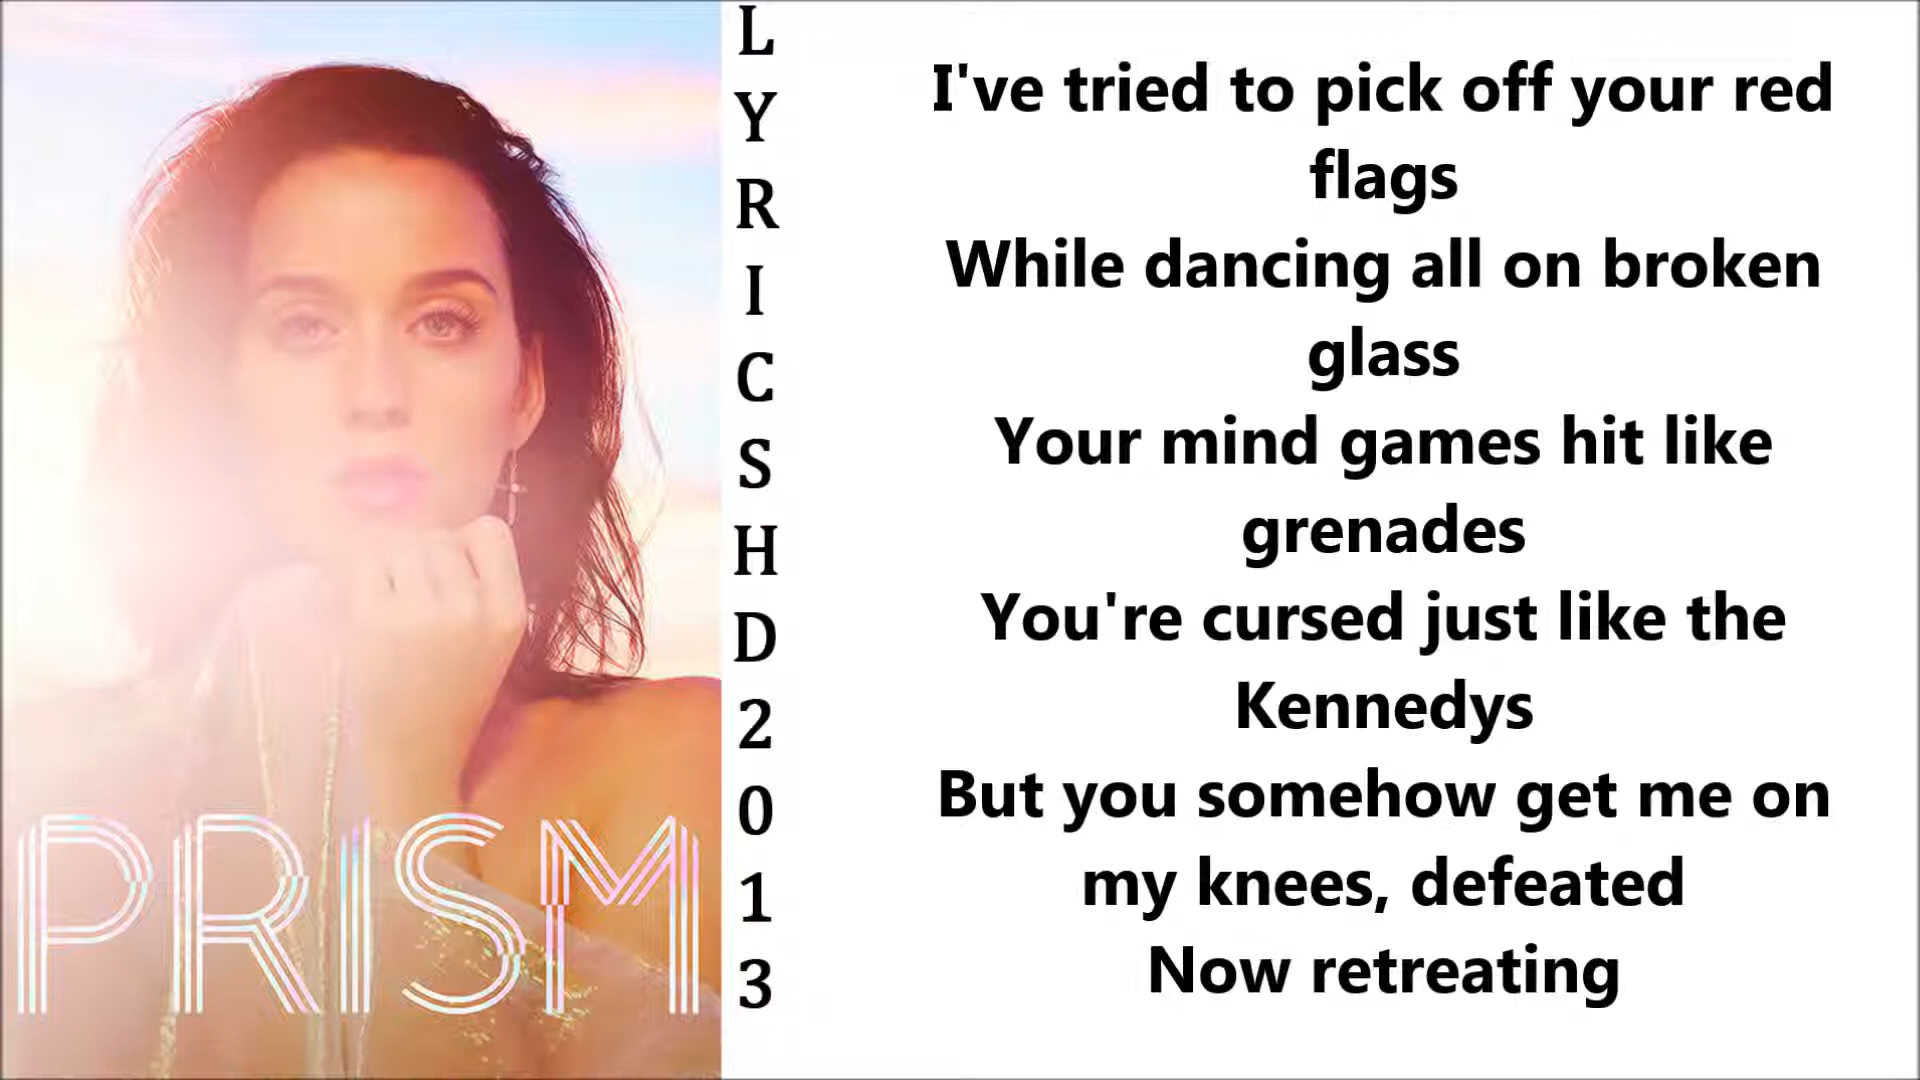 PRISM
LYRICSHD2013
I've tried to pick off your red
flags
While dancing all on broken
glass
Your mind games hit like
grenades
You're cursed just like the
Kennedys
But you somehow get me on
my knees, defeated
Now retreating